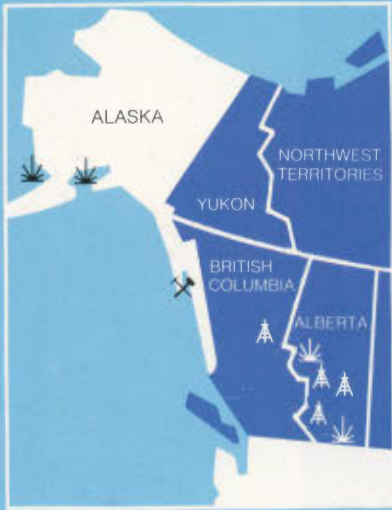 ALASKA
NORTHWEST
TERRITORIES
YUKON
BRITISH
COLUMBIA
ALBERTA